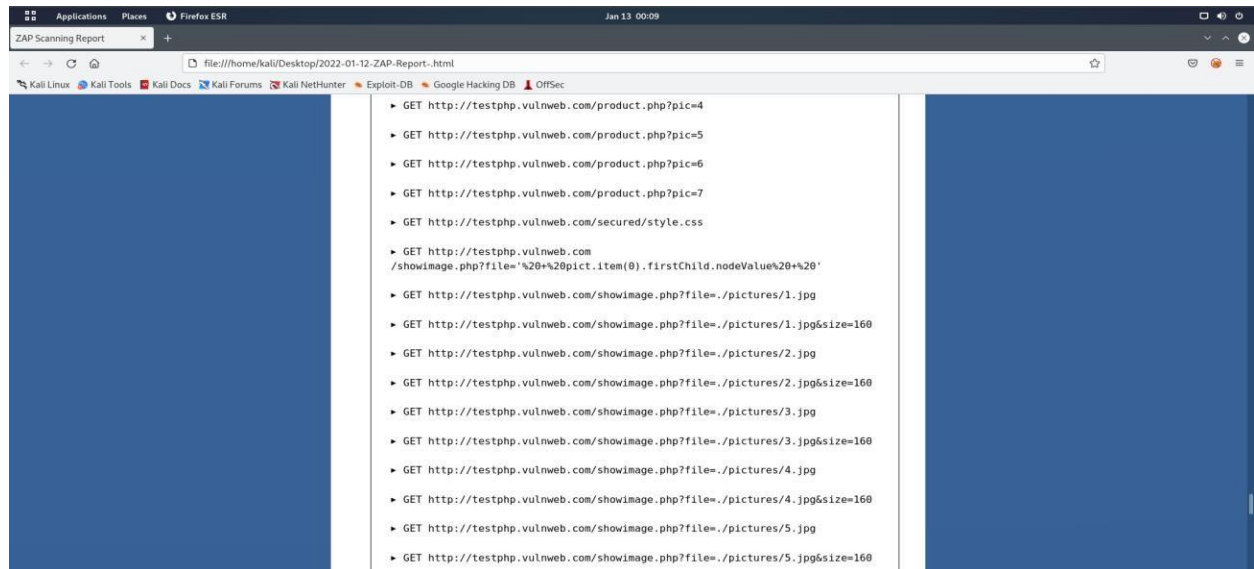 Applications Places Firefox ESR Jan 13 00:09
ZAP Scanning Report × +
file:///home/kali/Desktop/2022-01-12-ZAP-Report-.html
Kali Linux Kali Tools Kali Docs Kali Forums Kali NetHunter Exploit-DB Google Hacking DB OffSec
▸ GET http://testphp.vulnweb.com/product.php?pic=4
▸ GET http://testphp.vulnweb.com/product.php?pic=5
▸ GET http://testphp.vulnweb.com/product.php?pic=6
▸ GET http://testphp.vulnweb.com/product.php?pic=7
▸ GET http://testphp.vulnweb.com/secured/style.css
▸ GET http://testphp.vulnweb.com
/showimage.php?file='%20+%20pict.item(0).firstChild.nodeValue%20+%20'
▸ GET http://testphp.vulnweb.com/showimage.php?file=./pictures/1.jpg
▸ GET http://testphp.vulnweb.com/showimage.php?file=./pictures/1.jpg&size=160
▸ GET http://testphp.vulnweb.com/showimage.php?file=./pictures/2.jpg
▸ GET http://testphp.vulnweb.com/showimage.php?file=./pictures/2.jpg&size=160
▸ GET http://testphp.vulnweb.com/showimage.php?file=./pictures/3.jpg
▸ GET http://testphp.vulnweb.com/showimage.php?file=./pictures/3.jpg&size=160
▸ GET http://testphp.vulnweb.com/showimage.php?file=./pictures/4.jpg
▸ GET http://testphp.vulnweb.com/showimage.php?file=./pictures/4.jpg&size=160
▸ GET http://testphp.vulnweb.com/showimage.php?file=./pictures/5.jpg
▸ GET http://testphp.vulnweb.com/showimage.php?file=./pictures/5.jpg&size=160